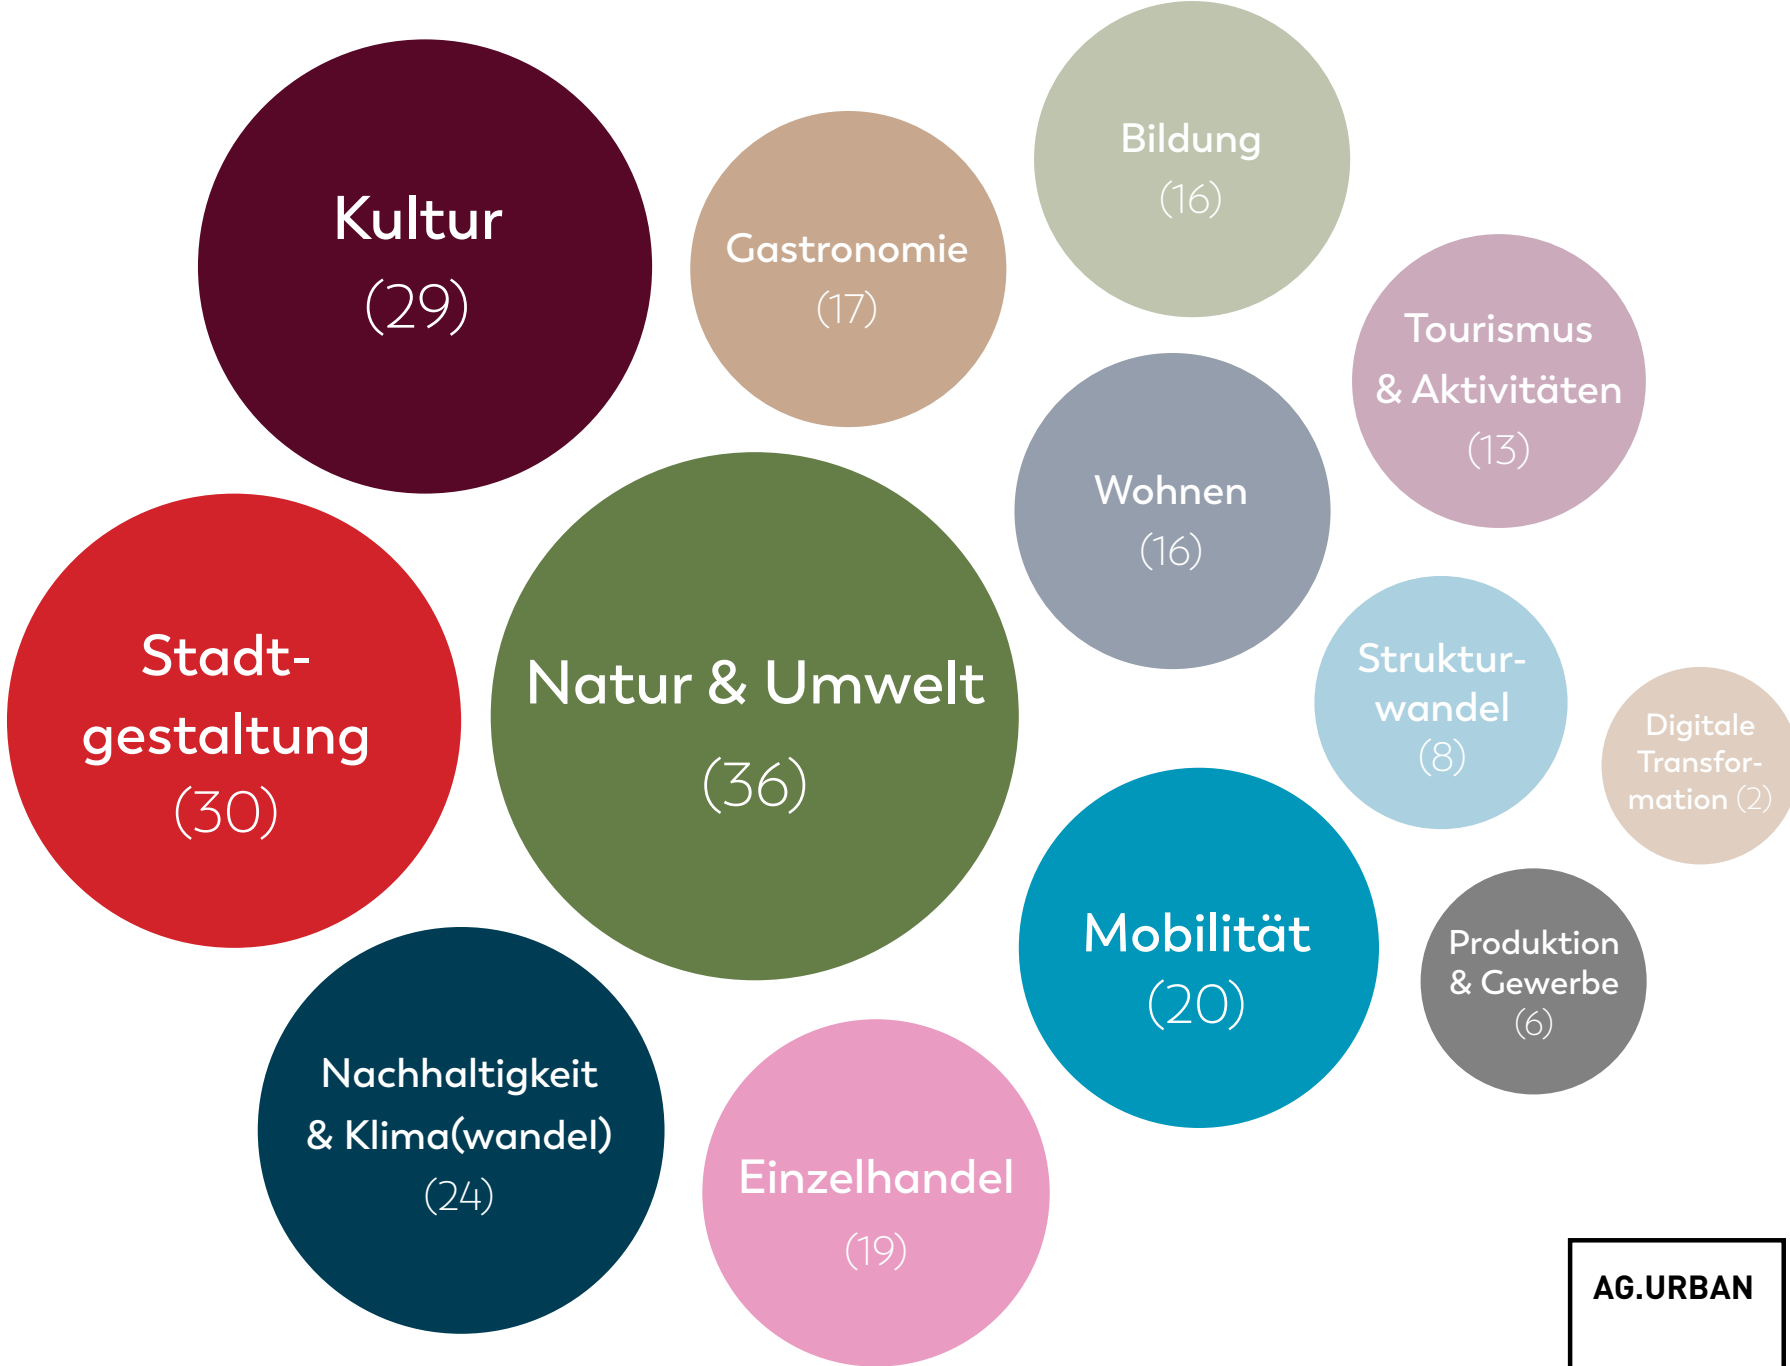 Kultur
(29)
Gastronomie
(17)
Bildung
(16)
Tourismus
& Aktivitäten
(13)
Wohnen
(16)
Stadt-
gestaltung
(30)
Natur & Umwelt
(36)
Struktur-
wandel
(8)
Digitale
Transfor-
mation (2)
Mobilität
(20)
Produktion
& Gewerbe
(6)
Nachhaltigkeit
& Klima(wandel)
(24)
Einzelhandel
(19)
AG.URBAN